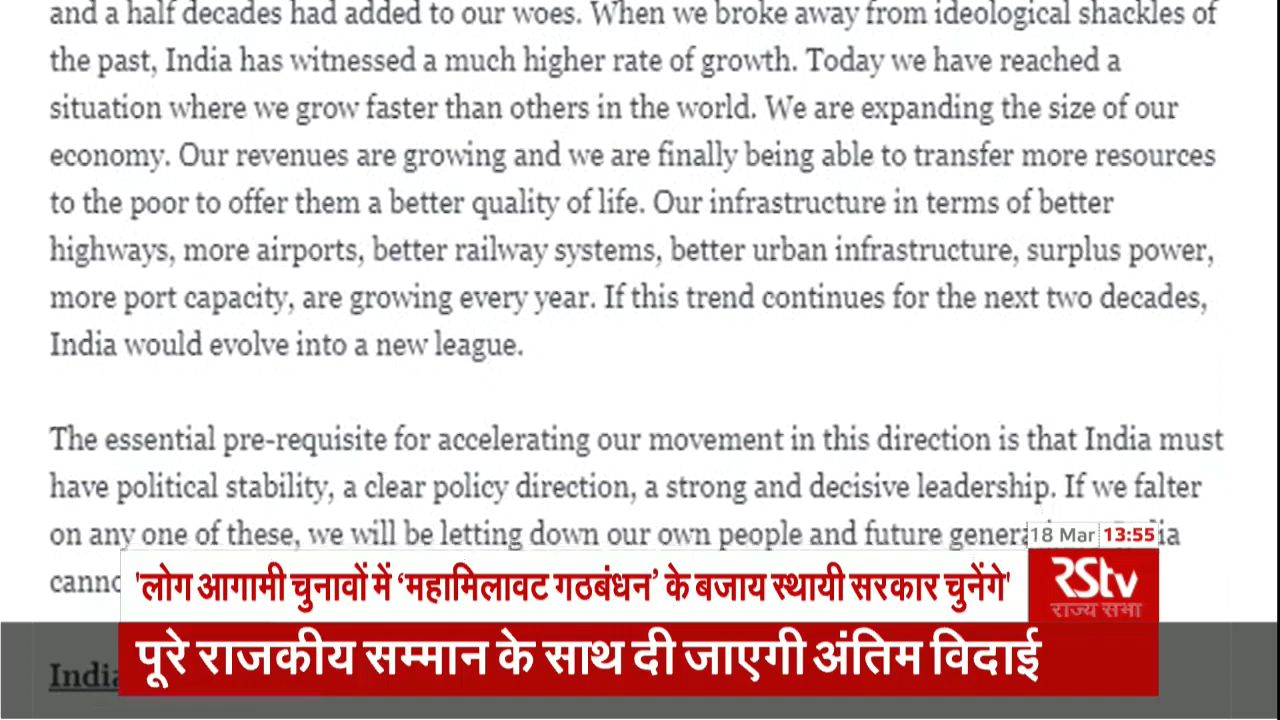 and a half decades had added to our woes. When we broke away from ideological shackles of
the past, India has witnessed a much higher rate of growth. Today we have reached a
situation where we grow faster than others in the world. We are expanding the size of our
economy. Our revenues are growing and we are finally being able to transfer more resources
to the poor to offer them a better quality of life. Our infrastructure in terms of better
highways, more airports, better railway systems, better urban infrastructure, surplus power,
more port capacity, are growing every year. If this trend continues for the next two decades,
India would evolve into a new league.
The essential pre-requisite for accelerating our movement in this direction is that India must
have political stability, a clear policy direction, a strong and decisive leadership. If we falter
on any one of these, we will be letting down our own people and future
18 Mar 13:55
'लोग आगामी चुनावों में ‘महामिलावट गठबंधन’ के बजाय स्थायी सरकार चुनेंगे'
RStv
राज्य सभा
पूरे राजकीय सम्मान के साथ दी जाएगी अंतिम विदाई